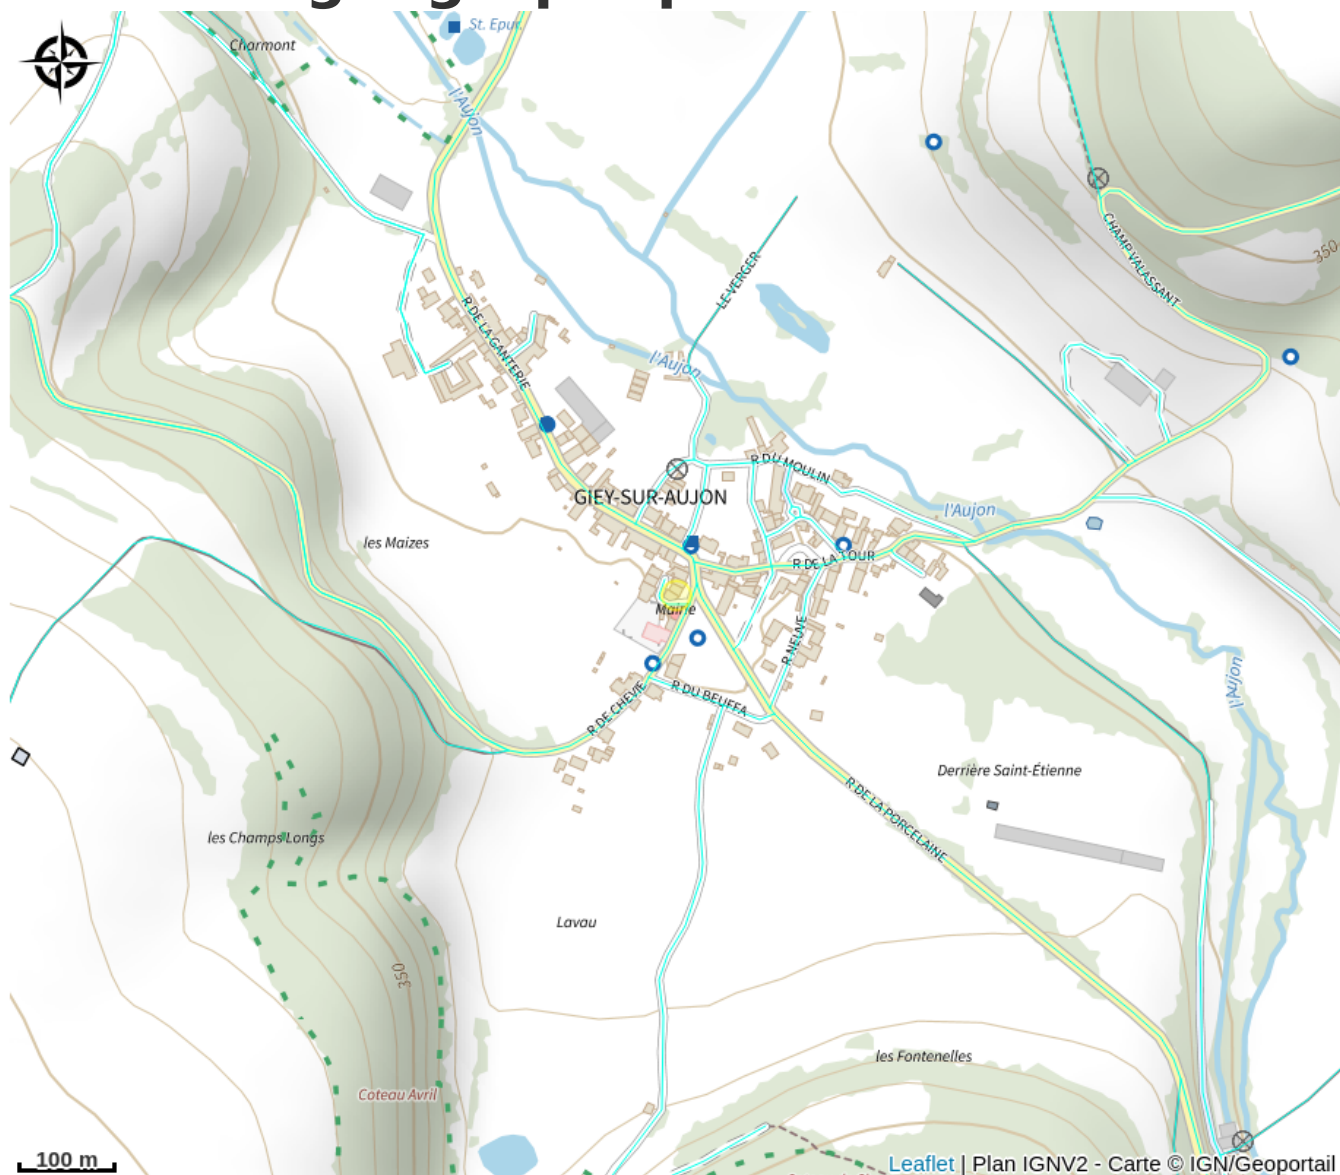 St. Epur.
Charmont
l'Aujon
CHAMP VALASSANT
350
LE VERGER
R DE LA GANTERIE
l'Aujon
R DU MOULIN
GIEY-SUR-AUJON
l'Aujon
les Maizes
R DE LA TOUR
Mairie
R NEUVE
l'Aujon
R DE CHEVIE
R DU BEUFFA
Derrière Saint-Étienne
R DE LA PORCELAINE
les Champs Longs
Lavau
350
les Fontenelles
Coteau Avril
100 m
Leaflet | Plan IGNV2 - Carte © IGN/Geoportail